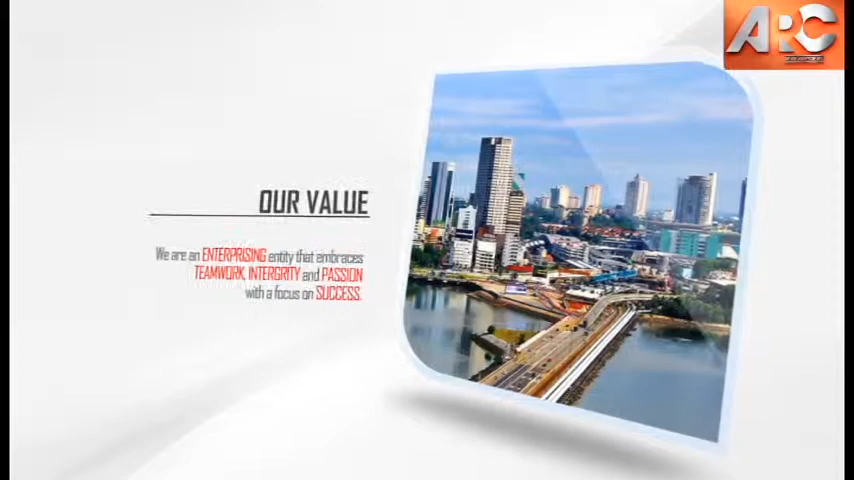 ARC
OUR VALUE
We are an ENTERPRISING entity that embraces
TEAMWORK, INTERGRITY and PASSION
with a focus on SUCCESS.